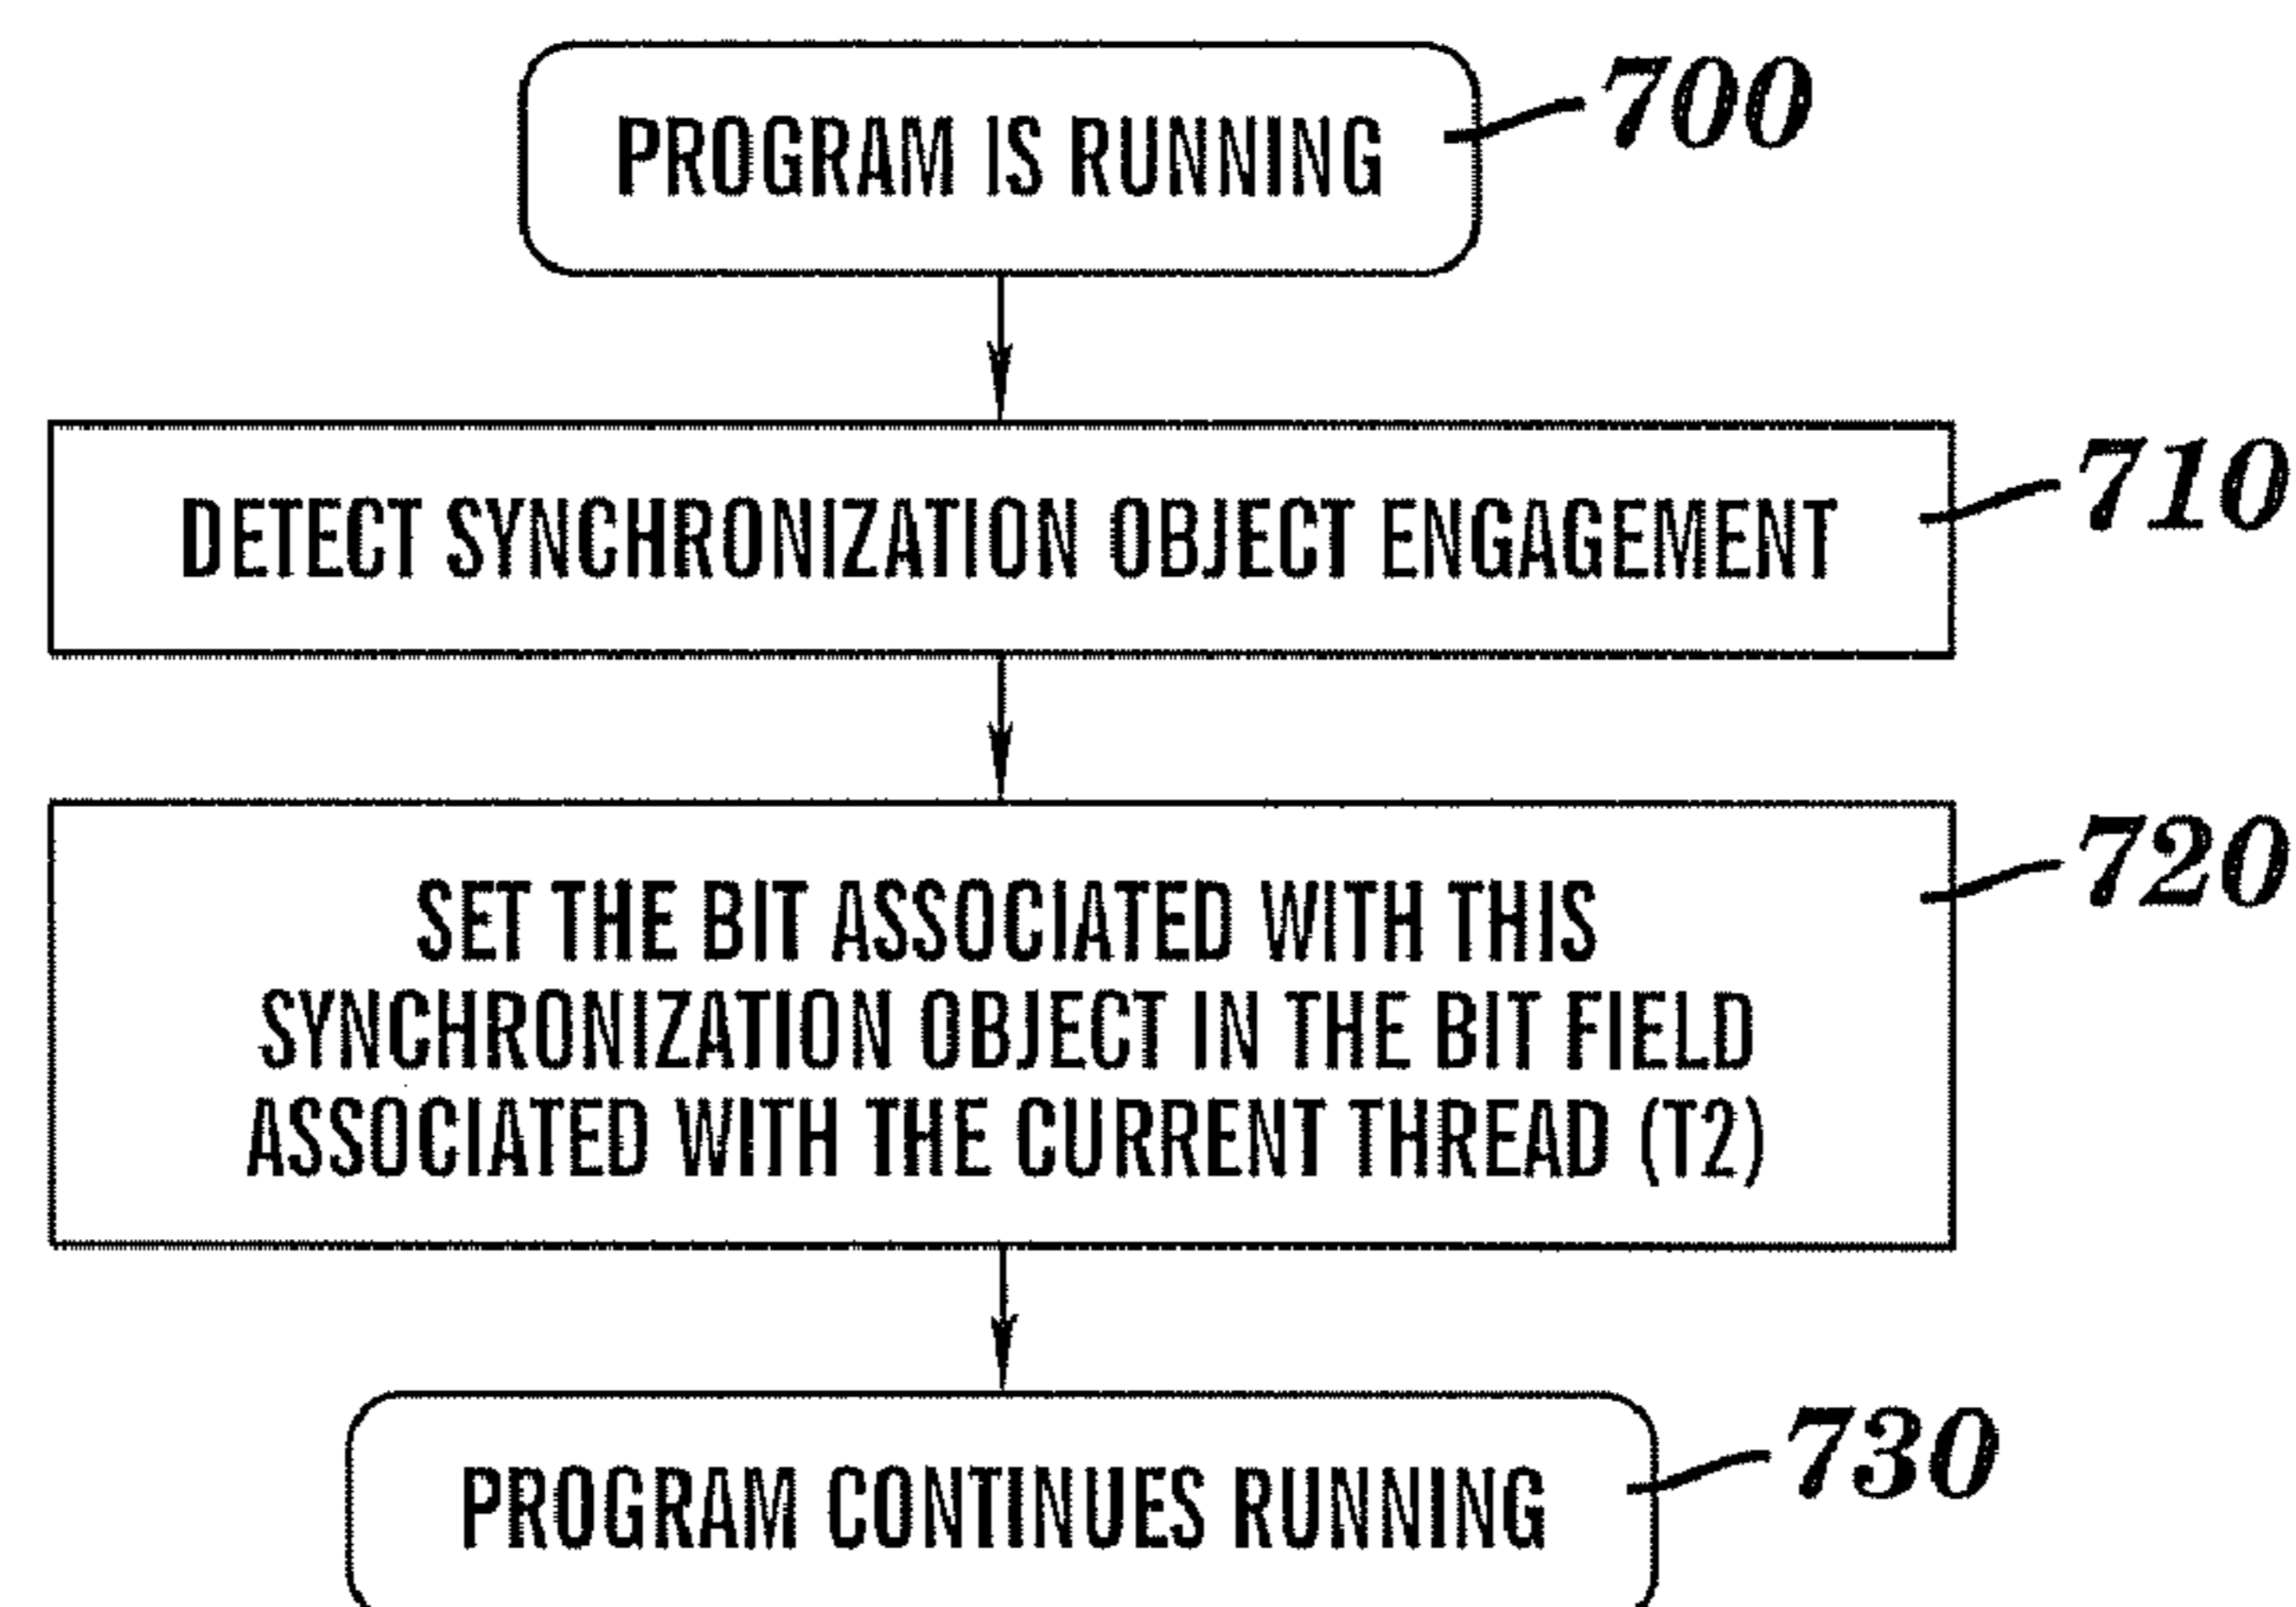 PROGRAM IS RUNNING
700
DETECT SYNCHRONIZATION OBJECT ENGAGEMENT
710
SET THE BIT ASSOCIATED WITH THIS
SYNCHRONIZATION OBJECT IN THE BIT FIELD
ASSOCIATED WITH THE CURRENT THREAD (T2)
720
PROGRAM CONTINUES RUNNING
730